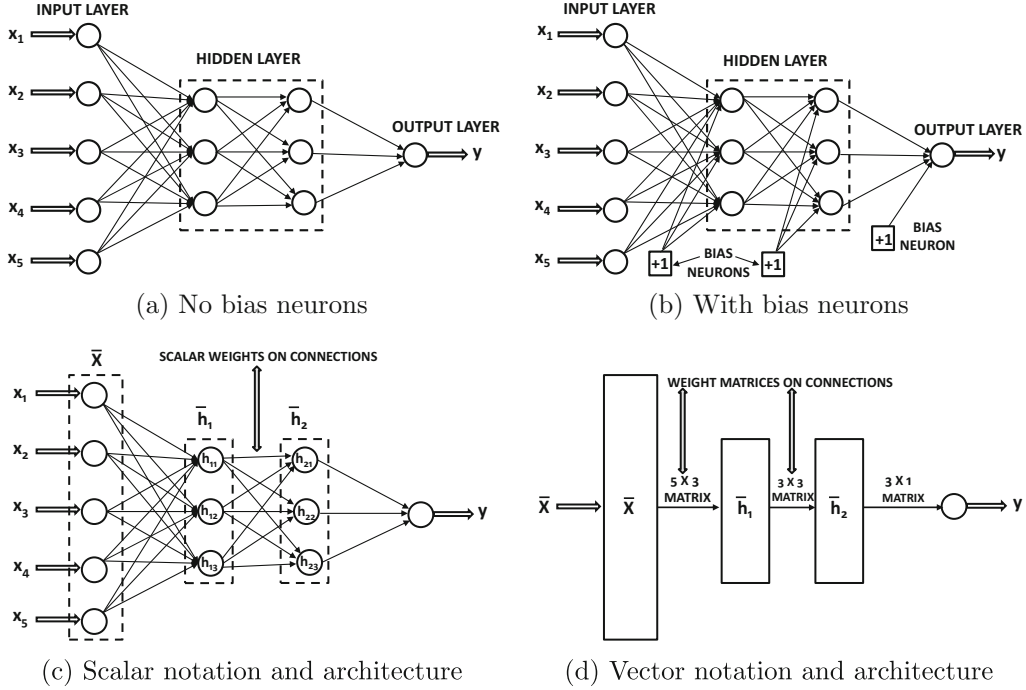 INPUT LAYER
x1
x2
x3
x4
x5
HIDDEN LAYER
OUTPUT LAYER
y
(a) No bias neurons
INPUT LAYER
x1
x2
x3
x4
x5
HIDDEN LAYER
OUTPUT LAYER
y
+1
BIAS
NEURONS
+1
+1
BIAS
NEURON
(b) With bias neurons
X̅
SCALAR WEIGHTS ON CONNECTIONS
x1
x2
x3
x4
x5
h̅1
h̅2
h11
h12
h13
h21
h22
h23
y
(c) Scalar notation and architecture
WEIGHT MATRICES ON CONNECTIONS
X̅
X̅
5 X 3
MATRIX
h̅1
3 X 3
MATRIX
h̅2
3 X 1
MATRIX
y
(d) Vector notation and architecture